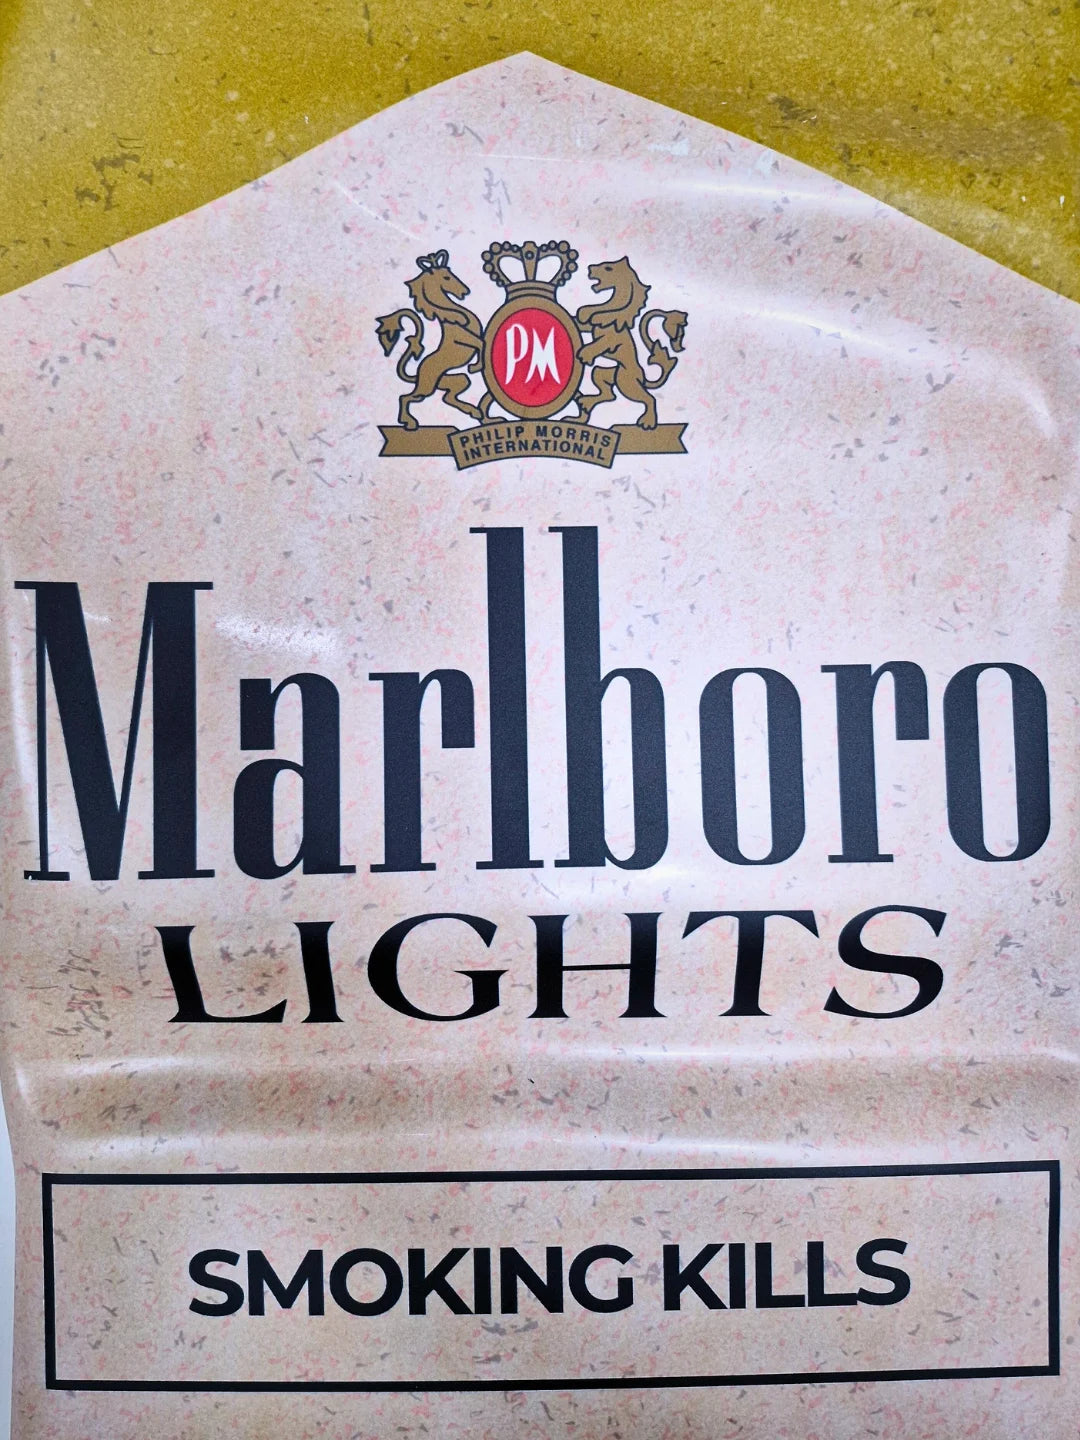 PM
PHILIP MORRIS
INTERNATIONAL
Marlboro
LIGHTS
SMOKING KILLS